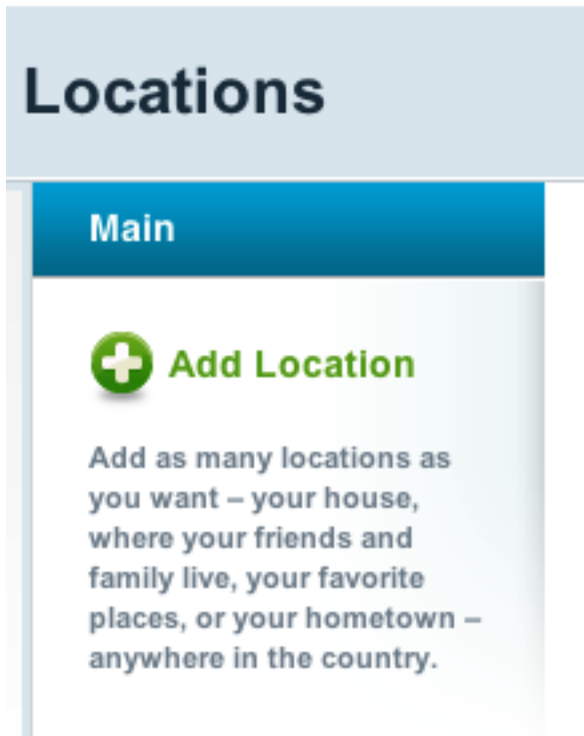 Locations
Main
Add Location
Add as many locations as
you want – your house,
where your friends and
family live, your favorite
places, or your hometown –
anywhere in the country.